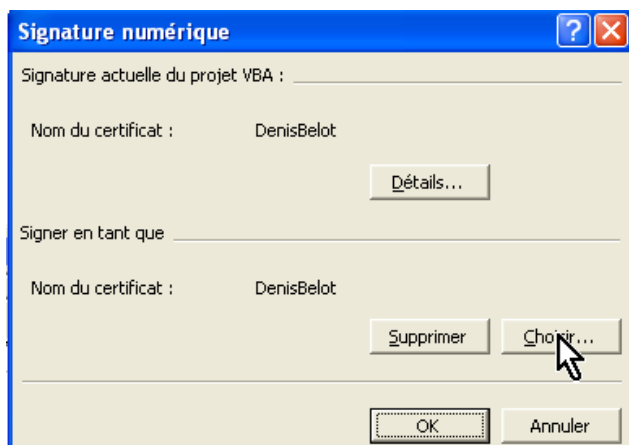 Signature numérique
Signature actuelle du projet VBA :
Nom du certificat : DenisBelot
Détails...
Signer en tant que
Nom du certificat : DenisBelot
Supprimer Choisir...
OK Annuler